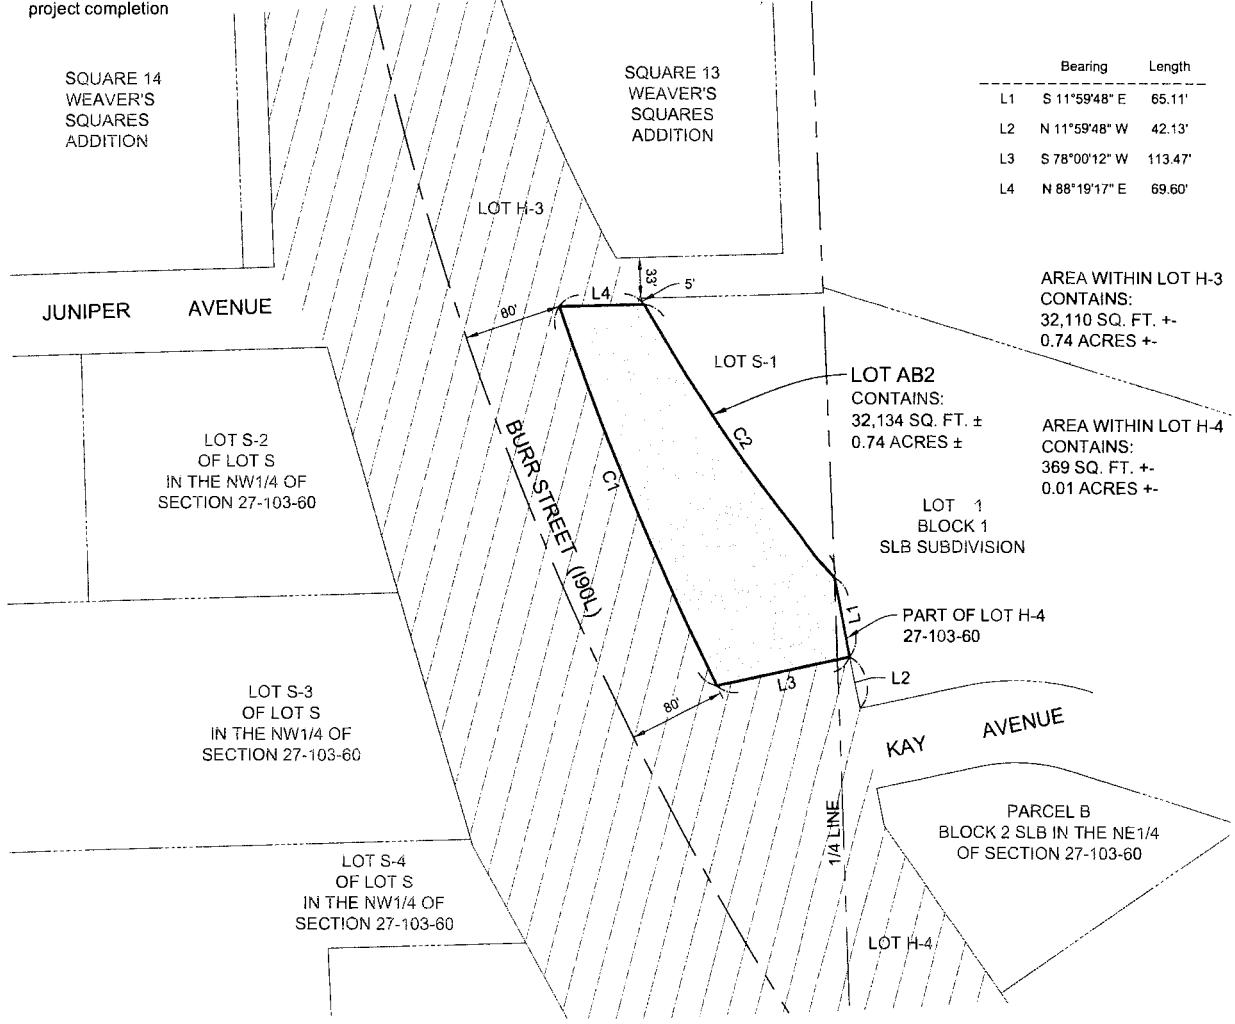 project completion
SQUARE 14
WEAVER'S
SQUARES
ADDITION
SQUARE 13
WEAVER'S
SQUARES
ADDITION
Bearing Length
L1 S 11°59'48" E 65.11'
L2 N 11°59'48" W 42.13'
L3 S 78°00'12" W 113.47'
L4 N 88°19'17" E 69.60'
LOT H-3
33'
5'
L4
80'
JUNIPER AVENUE
AREA WITHIN LOT H-3
CONTAINS:
32,110 SQ. FT. +-
0.74 ACRES +-
LOT S-1
LOT AB2
CONTAINS:
32,134 SQ. FT. ±
0.74 ACRES ±
AREA WITHIN LOT H-4
CONTAINS:
369 SQ. FT. +-
0.01 ACRES +-
LOT S-2
OF LOT S
IN THE NW1/4 OF
SECTION 27-103-60
C1
C2
BURR STREET (I90L)
LOT 1
BLOCK 1
SLB SUBDIVISION
L1
PART OF LOT H-4
27-103-60
L2
L3
80'
LOT S-3
OF LOT S
IN THE NW1/4 OF
SECTION 27-103-60
KAY AVENUE
1/4 LINE
PARCEL B
BLOCK 2 SLB IN THE NE1/4
OF SECTION 27-103-60
LOT S-4
OF LOT S
IN THE NW1/4 OF
SECTION 27-103-60
LOT H-4